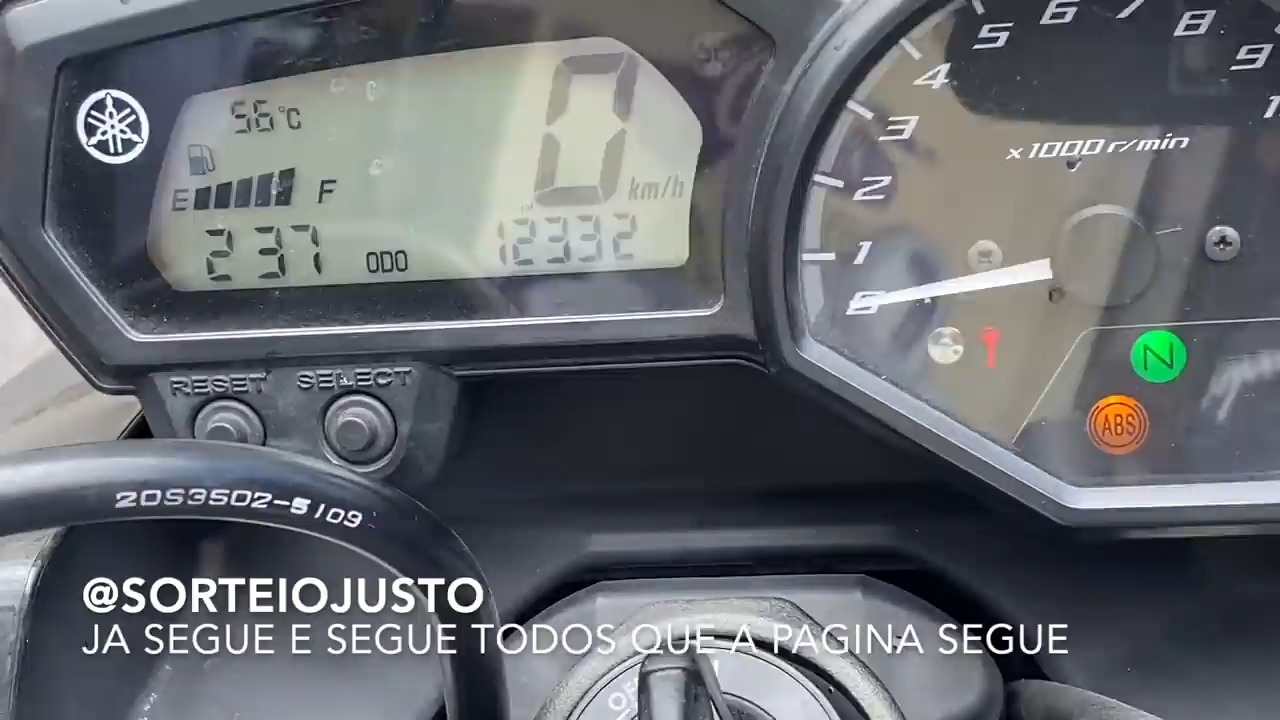 56°C
0
km/h
E F
237 ODO 12332
RESET SELECT
20S3502-5109
4 5 6 7 8 9
3
2
1
0
x1000 r/min
N
ABS
@SORTEIOJUSTO
JA SEGUE E SEGUE TODOS QUE A PAGINA SEGUE